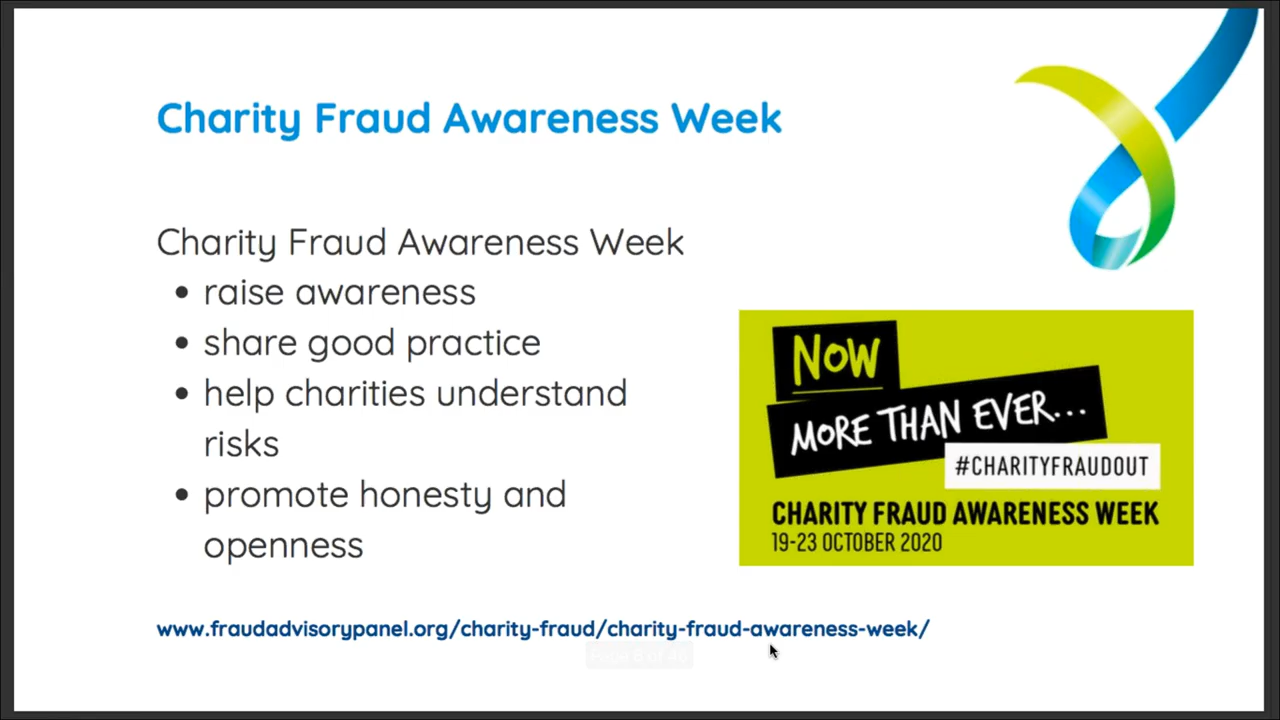 Charity Fraud Awareness Week
Charity Fraud Awareness Week
• raise awareness
• share good practice
• help charities understand
risks
• promote honesty and
openness
NOW
MORE THAN EVER...
#CHARITYFRAUDOUT
CHARITY FRAUD AWARENESS WEEK
19-23 OCTOBER 2020
www.fraudadvisorypanel.org/charity-fraud/charity-fraud-awareness-week/